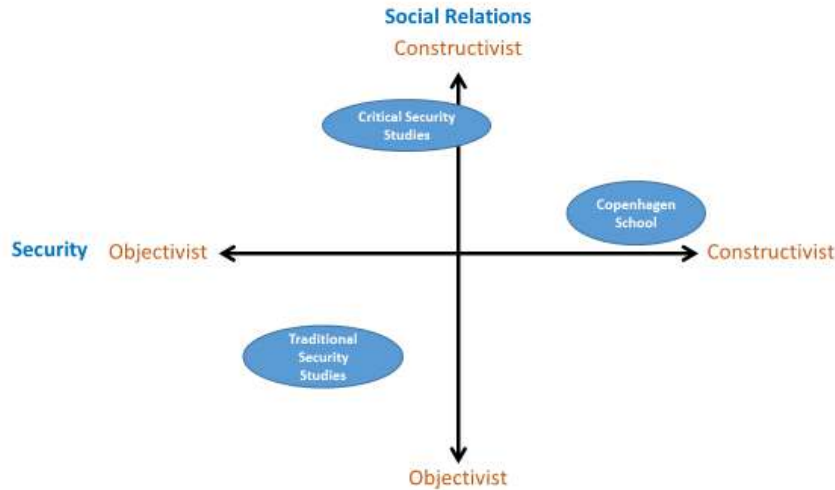 Social Relations
Constructivist
Critical Security
Studies
Copenhagen
School
Security
Objectivist
Constructivist
Traditional
Security
Studies
Objectivist